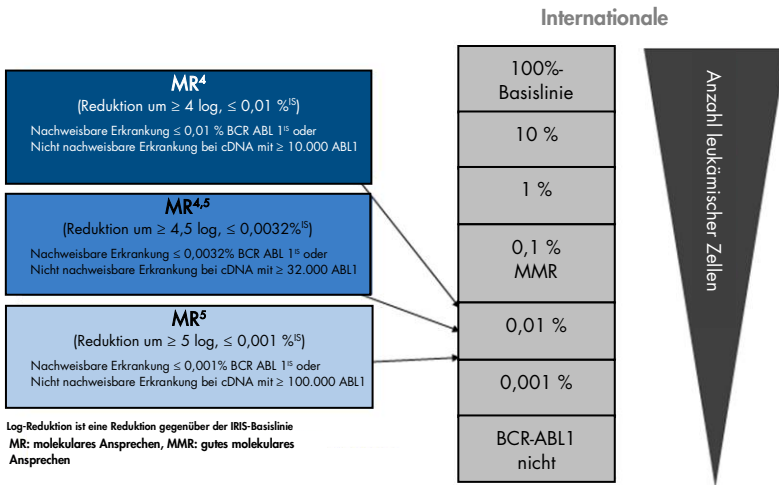 Internationale
MR⁴
(Reduktion um ≥ 4 log, ≤ 0,01 %ᴵˢ)
Nachweisbare Erkrankung ≤ 0,01 % BCR ABL 1ᴵˢ oder
Nicht nachweisbare Erkrankung bei cDNA mit ≥ 10.000 ABL1
MR⁴,⁵
(Reduktion um ≥ 4,5 log, ≤ 0,0032%ᴵˢ)
Nachweisbare Erkrankung ≤ 0,0032% BCR ABL 1ᴵˢ oder
Nicht nachweisbare Erkrankung bei cDNA mit ≥ 32.000 ABL1
MR⁵
(Reduktion um ≥ 5 log, ≤ 0,001 %ᴵˢ)
Nachweisbare Erkrankung ≤ 0,001% BCR ABL 1ᴵˢ oder
Nicht nachweisbare Erkrankung bei cDNA mit ≥ 100.000 ABL1
Log-Reduktion ist eine Reduktion gegenüber der IRIS-Basislinie
MR: molekulares Ansprechen, MMR: gutes molekulares
Ansprechen
100%-
Basislinie
10 %
1 %
0,1 %
MMR
0,01 %
0,001 %
BCR-ABL1
nicht
Anzahl leukämischer Zellen